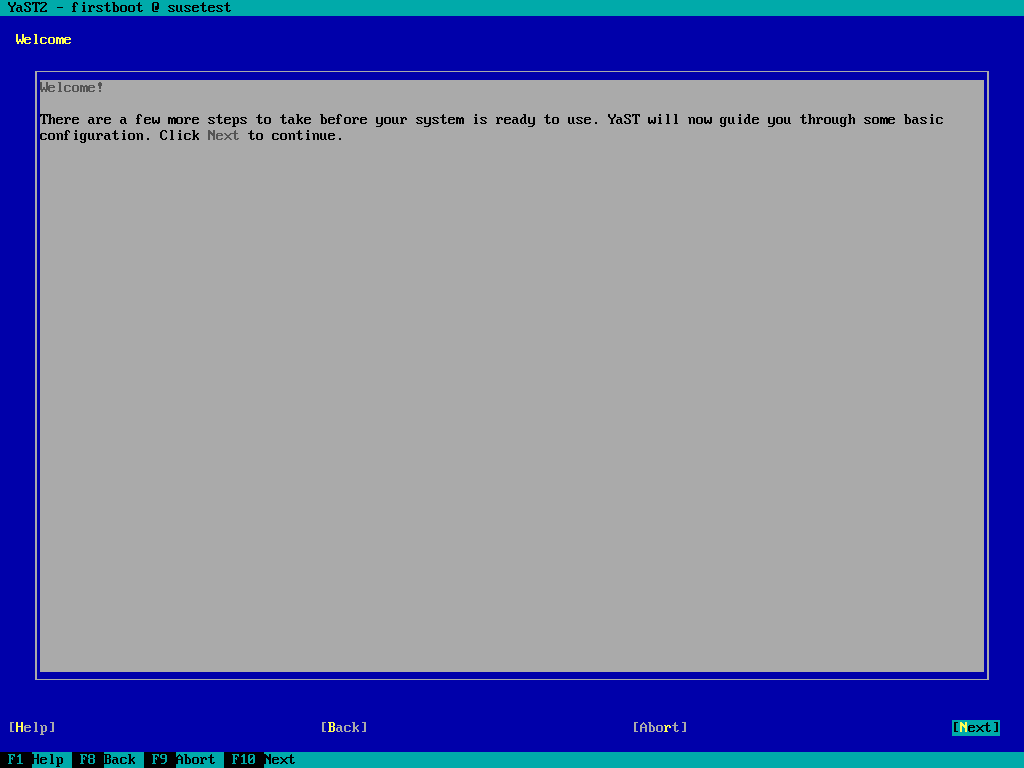 YaST2 - firstboot @ susetest
Welcome
Welcome!
There are a few more steps to take before your system is ready to use. YaST will now guide you through some basic
configuration. Click Next to continue.
[Help] [Back] [Abort] [Next]
F1 Help F8 Back F9 Abort F10 Next